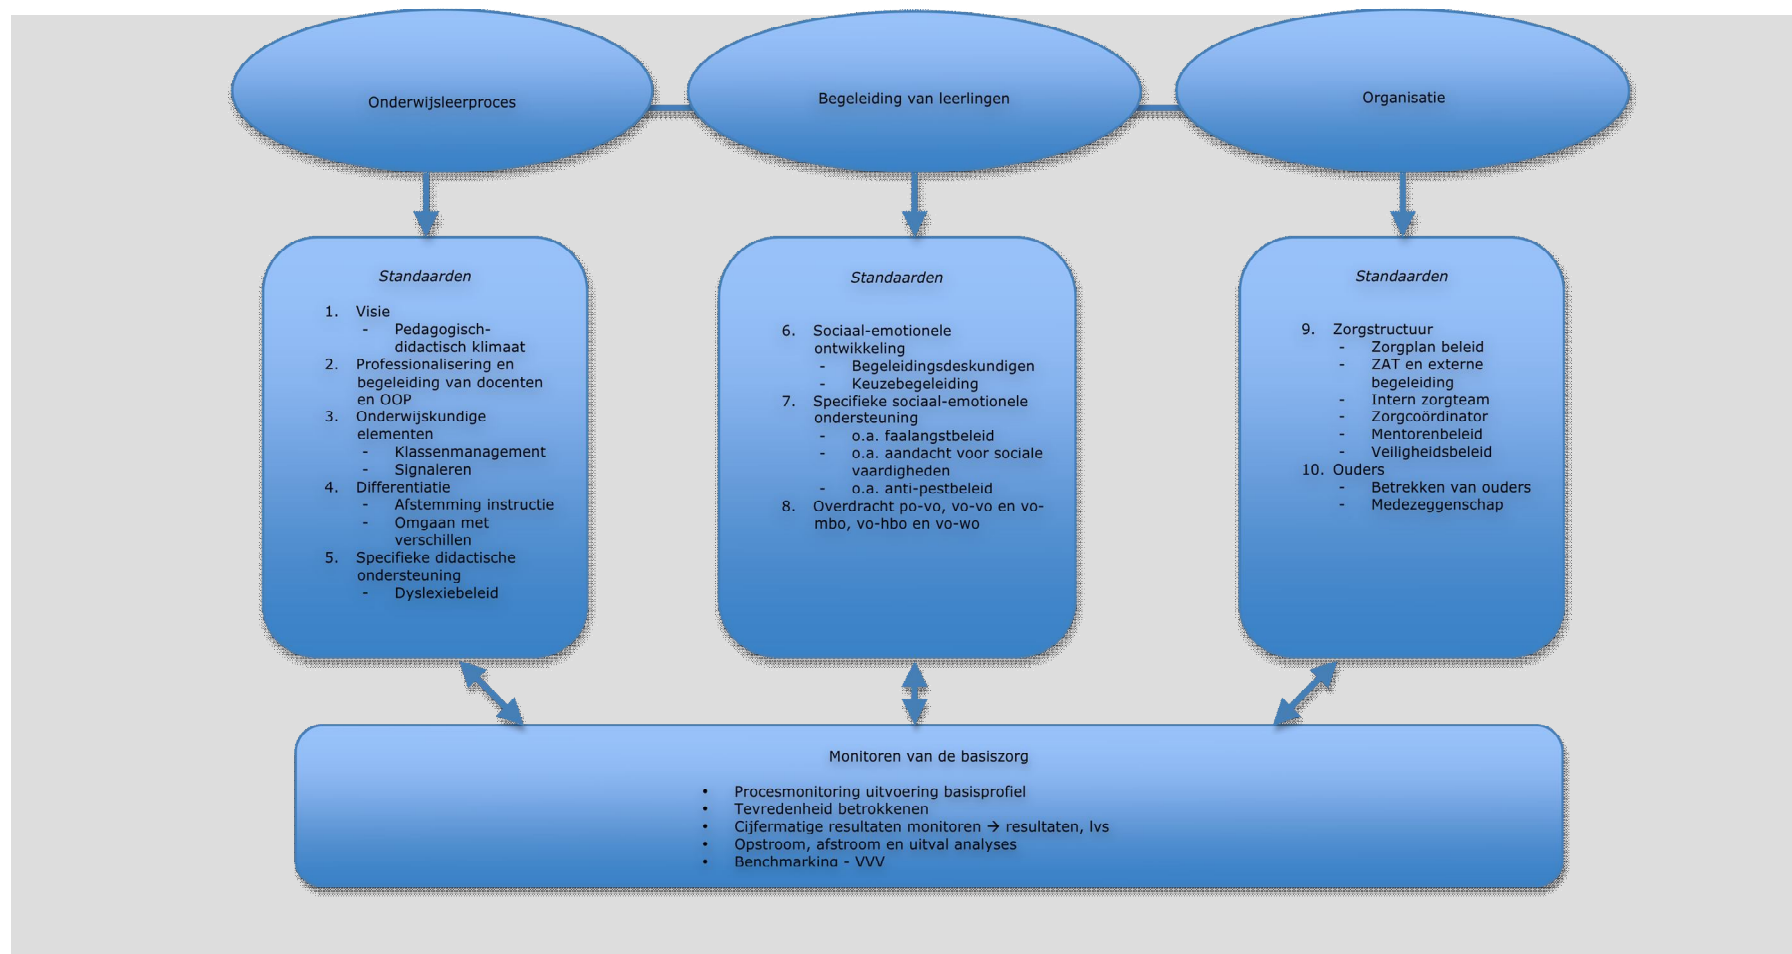 Onderwijsleerproces
Begeleiding van leerlingen
Organisatie
Standaarden
1. Visie
- Pedagogisch-
didactisch klimaat
2. Professionalisering en
begeleiding van docenten
en OOP
3. Onderwijskundige
elementen
- Klassenmanagement
- Signaleren
4. Differentiatie
- Afstemming instructie
- Omgaan met
verschillen
5. Specifieke didactische
ondersteuning
- Dyslexiebeleid
Standaarden
6. Sociaal-emotionele
ontwikkeling
- Begeleidingsdeskundigen
- Keuzebegeleiding
7. Specifieke sociaal-emotionele
ondersteuning
- o.a. faalangstbeleid
- o.a. aandacht voor sociale
vaardigheden
- o.a. anti-pestbeleid
8. Overdracht po-vo, vo-vo en vo-
mbo, vo-hbo en vo-wo
Standaarden
9. Zorgstructuur
- Zorgplan beleid
- ZAT en externe
begeleiding
- Intern zorgteam
- Zorgcoördinator
- Mentorenbeleid
- Veiligheidsbeleid
10. Ouders
- Betrekken van ouders
- Medezeggenschap
Monitoren van de basiszorg
• Procesmonitoring uitvoering basisprofiel
• Tevredenheid betrokkenen
• Cijfermatige resultaten monitoren → resultaten, lvs
• Opstroom, afstroom en uitval analyses
• Benchmarking - VVV